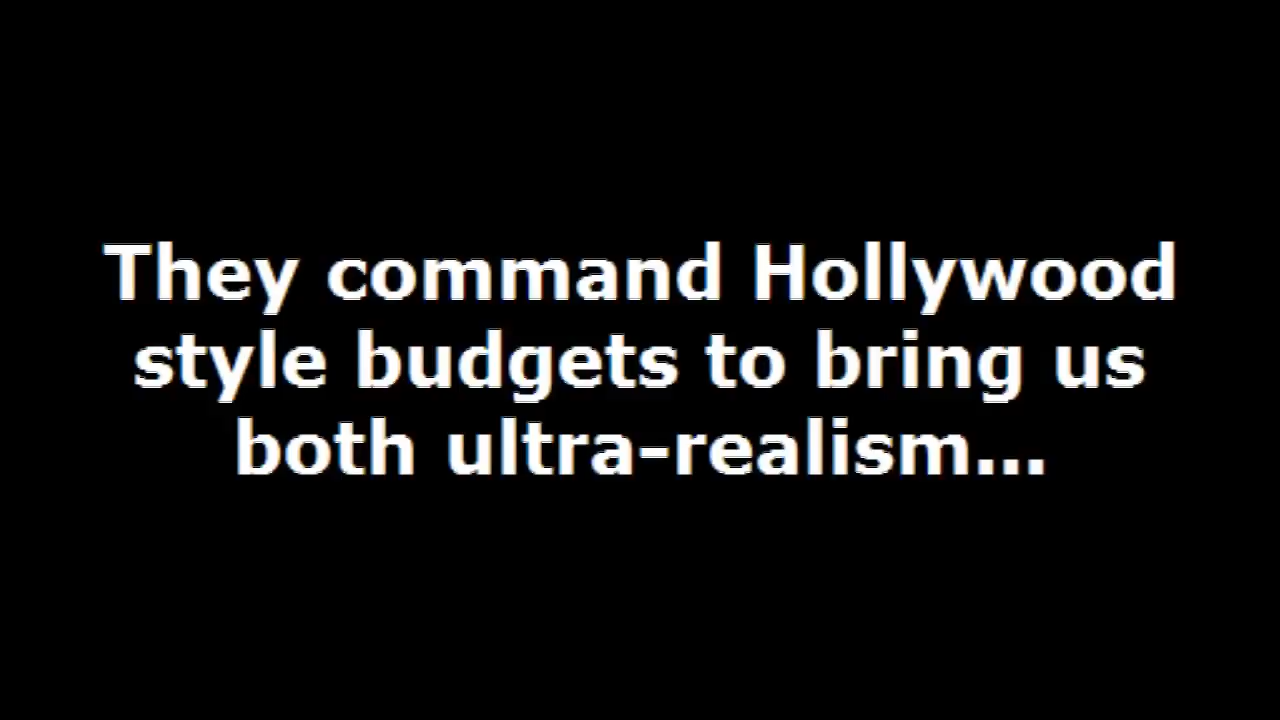 They command Hollywood
style budgets to bring us
both ultra-realism...